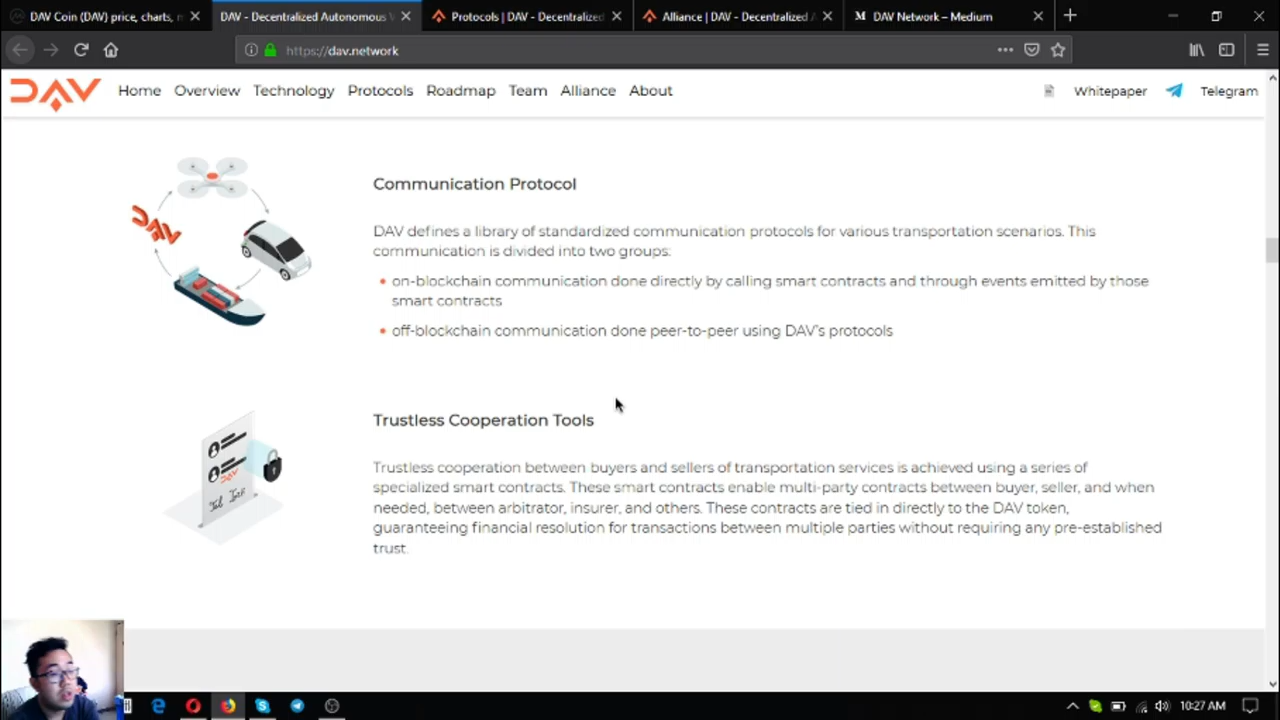 DAV Coin (DAV) price, charts, m
DAV - Decentralized Autonomous V
Protocols | DAV - Decentralized
Alliance | DAV - Decentralized A
M DAV Network – Medium
https://dav.network
DAV Home Overview Technology Protocols Roadmap Team Alliance About Whitepaper Telegram
Communication Protocol
DAV defines a library of standardized communication protocols for various transportation scenarios. This
communication is divided into two groups:
• on-blockchain communication done directly by calling smart contracts and through events emitted by those
smart contracts
• off-blockchain communication done peer-to-peer using DAV's protocols
DAV
Trustless Cooperation Tools
Trustless cooperation between buyers and sellers of transportation services is achieved using a series of
specialized smart contracts. These smart contracts enable multi-party contracts between buyer, seller, and when
needed, between arbitrator, insurer, and others. These contracts are tied in directly to the DAV token,
guaranteeing financial resolution for transactions between multiple parties without requiring any pre-established
trust.
DAV
10:27 AM